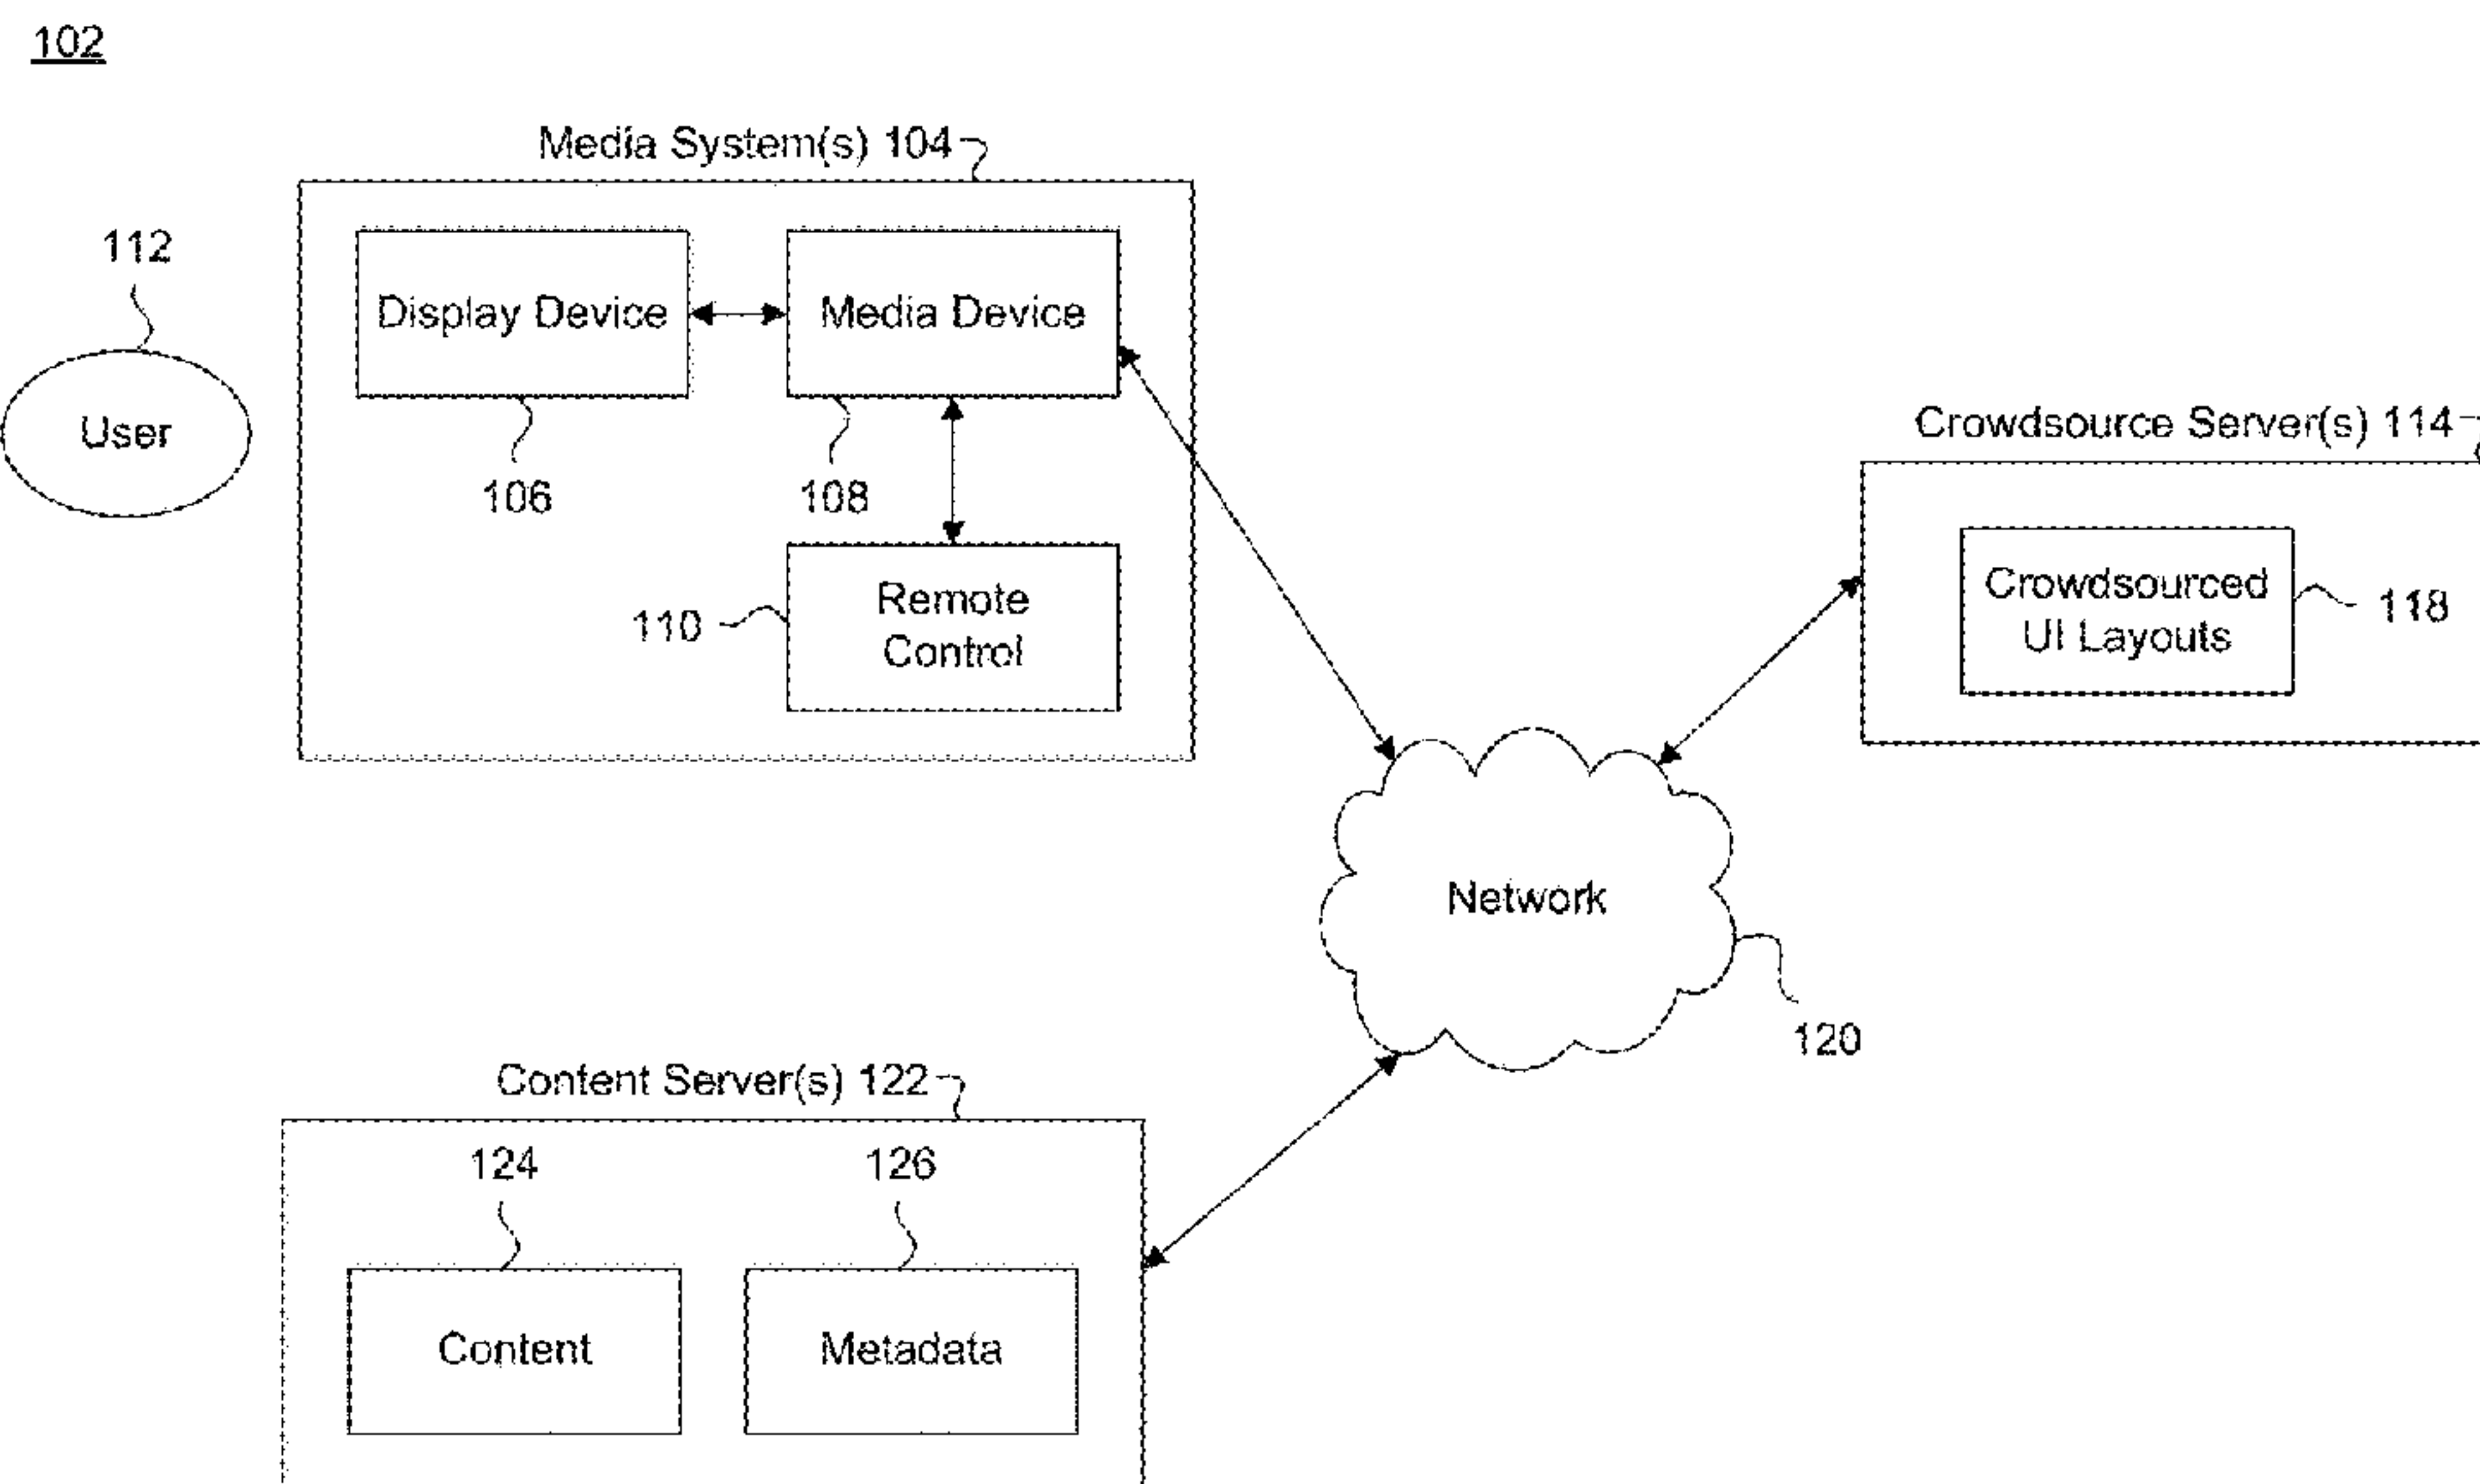 102
Media System(s) 104
112
Display Device
Media Device
User
106
108
Crowdsource Server(s) 114
110
Remote
Control
Crowdsourced
UI Layouts
118
Network
120
Content Server(s) 122
124
126
Content
Metadata